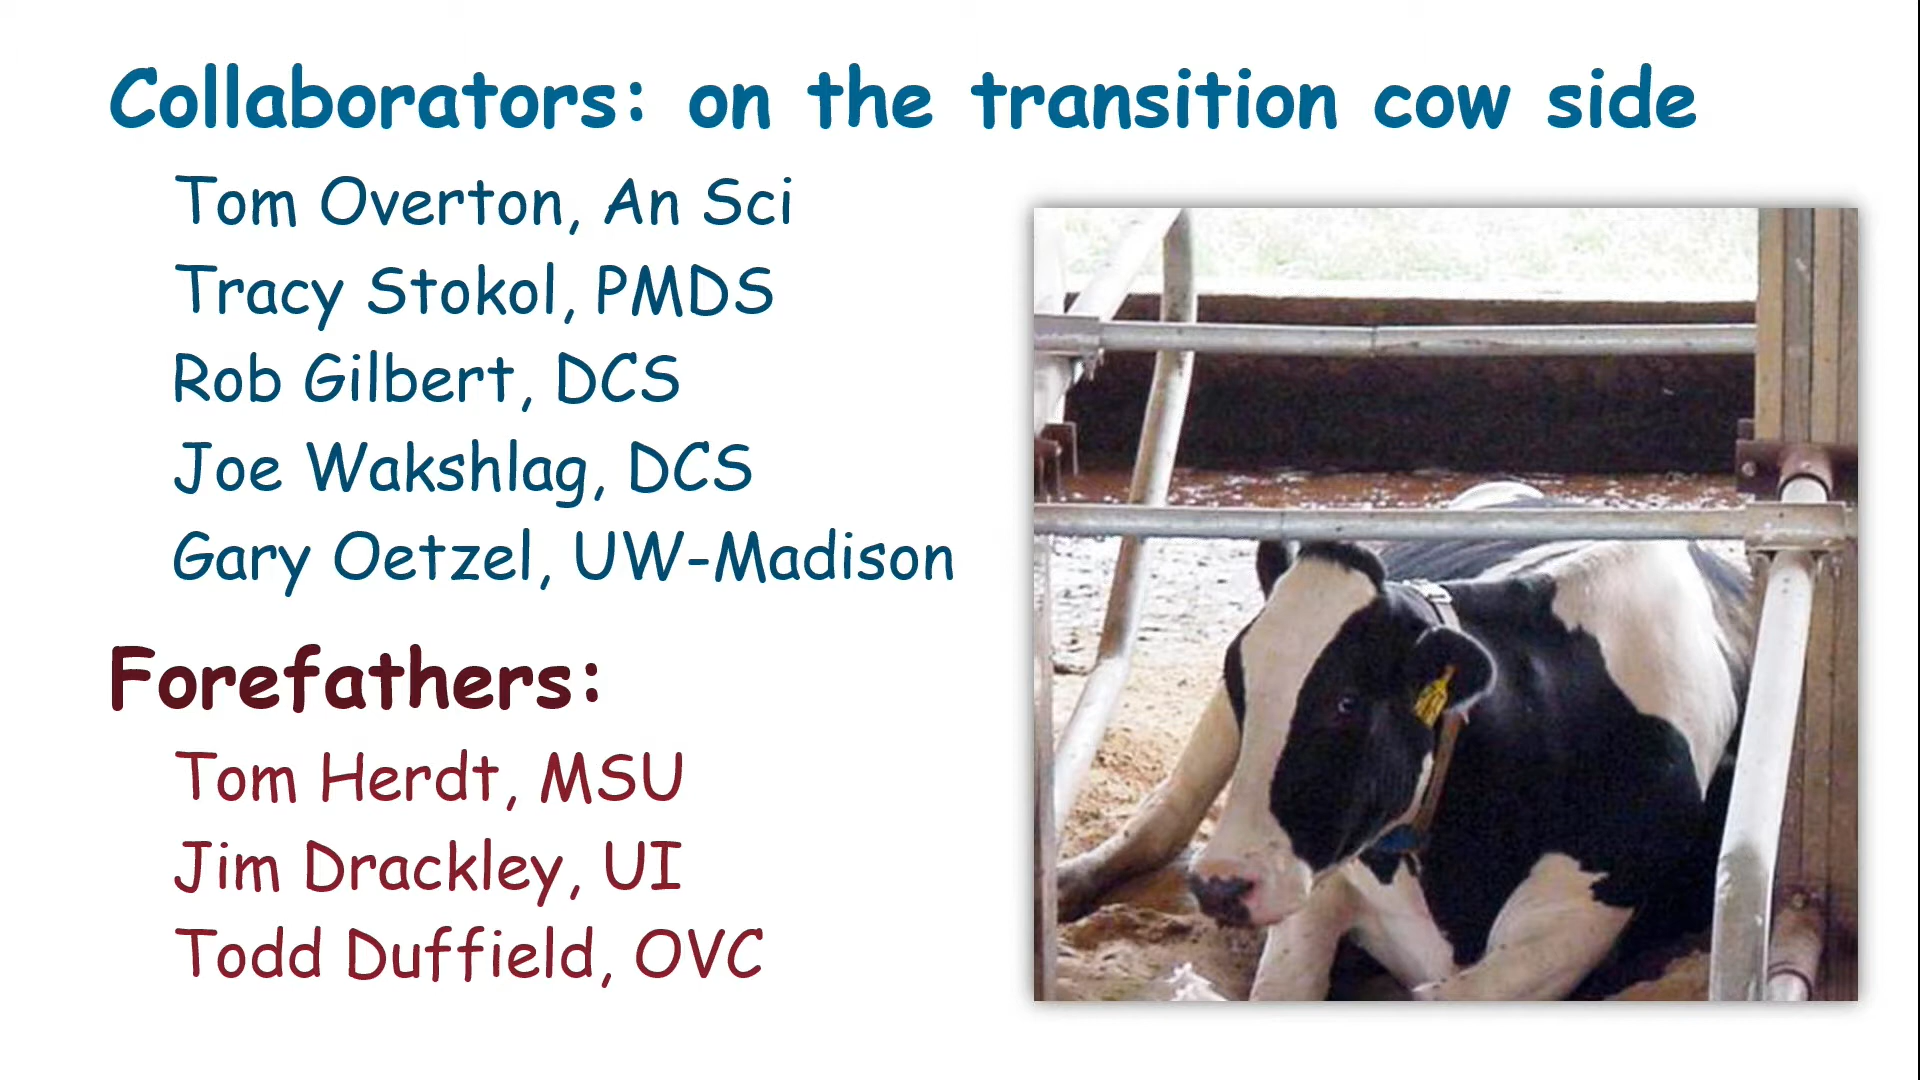 Collaborators: on the transition cow side
Tom Overton, An Sci
Tracy Stokol, PMDS
Rob Gilbert, DCS
Joe Wakshlag, DCS
Gary Oetzel, UW-Madison
Forefathers:
Tom Herdt, MSU
Jim Drackley, UI
Todd Duffield, OVC